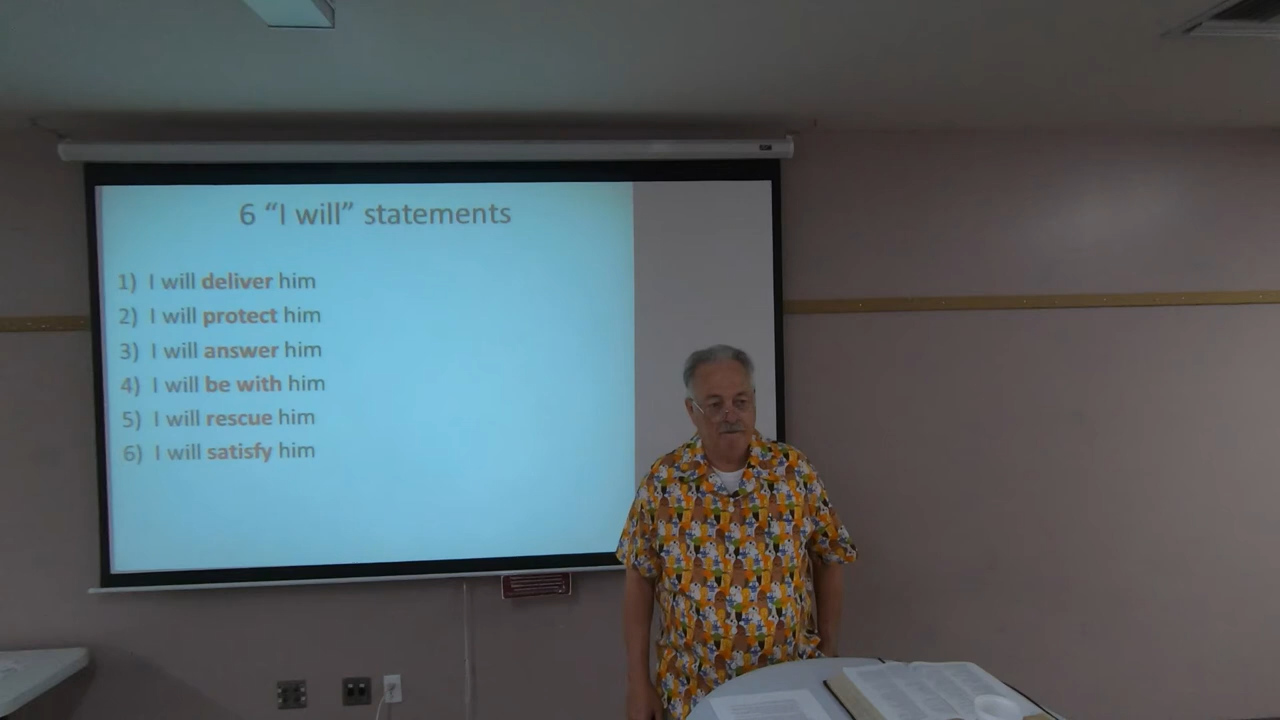 6 “I will” statements
1) I will deliver him
2) I will protect him
3) I will answer him
4) I will be with him
5) I will rescue him
6) I will satisfy him